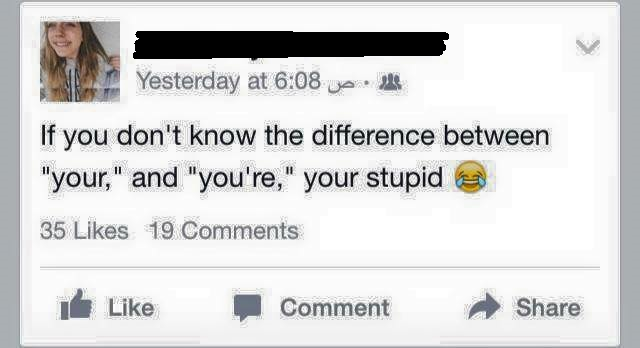 Yesterday at 6:08 ص ·
If you don't know the difference between
"your," and "you're," your stupid 😂
35 Likes 19 Comments
Like Comment Share